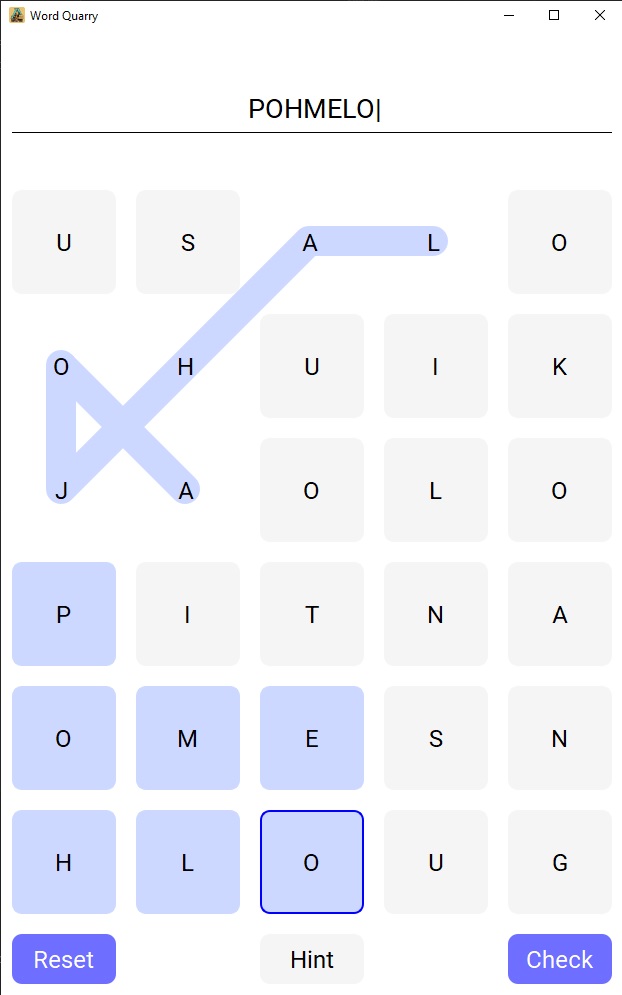 Word Quarry
POHMELO
U S A L O
O H U I K
J A O L O
P I T N A
O M E S N
H L O U G
Reset Hint Check